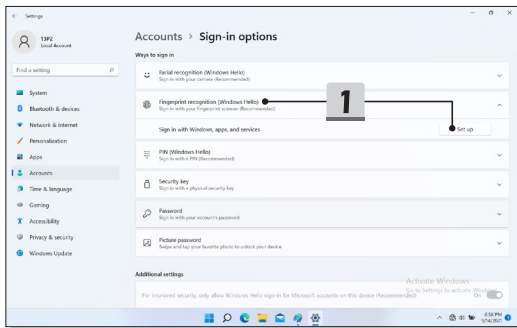 Settings
13P2
Local Account
Find a setting
System
Bluetooth & devices
Network & internet
Personalization
Apps
Accounts
Time & language
Gaming
Accessibility
Privacy & security
Windows Update
Accounts > Sign-in options
Ways to sign in
Facial recognition (Windows Hello)
Sign in with your camera (Recommended)
Fingerprint recognition (Windows Hello)
Sign in with your fingerprint scanner (Recommended)
1
Sign in with Windows, apps, and services
Set up
PIN (Windows Hello)
Sign in with a PIN (Recommended)
Security key
Sign in with a physical security key
Password
Sign in with your account's password
Picture password
Swipe and tap your favorite photo to unlock your device
Additional settings
Activate Windows
Go to Settings to activate Windows.
For improved security, only allow Windows Hello sign-in for Microsoft accounts on this device (Recommended)
On
6:58 PM
5/14/2021